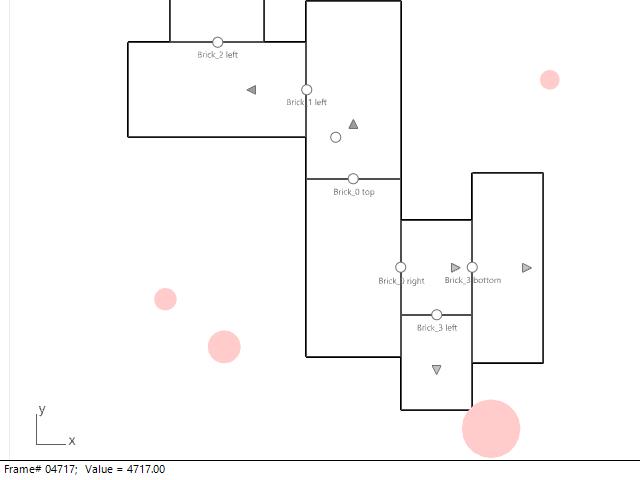 Brick_2 left
Brick_1 left
Brick_0 top
Brick_0 right
Brick_3 bottom
Brick_3 left
y
x
Frame# 04717; Value = 4717.00